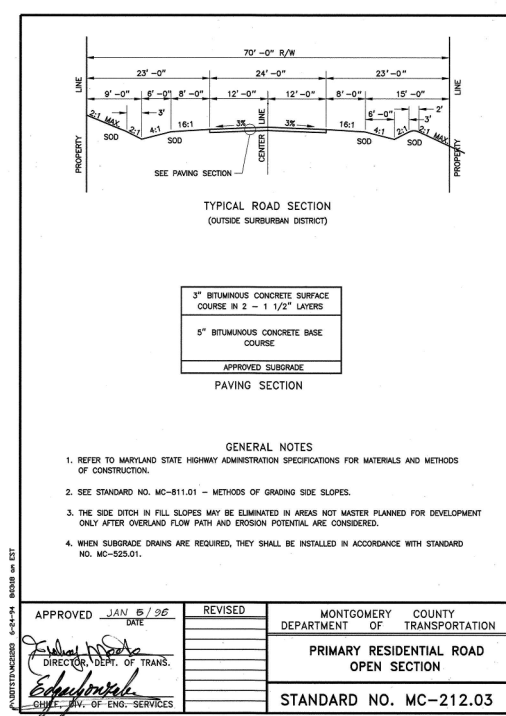 70'-0" R/W
23'-0" 24' -0" 23'-0"
9' -0" 6' -0" 8' -0" 12' -0" 12' -0" 8' -0" 15' -0"
6' -0" 2'
3' 3'
2:1 MAX. 2:1 4:1 16:1 3% 3% 16:1 4:1 2:1 2:1 MAX.
SOD SOD SOD SOD
PROPERTY LINE
CENTER LINE
PROPERTY LINE
SEE PAVING SECTION
TYPICAL ROAD SECTION
(OUTSIDE SURBURBAN DISTRICT)
3" BITUMINOUS CONCRETE SURFACE
COURSE IN 2 - 1 1/2" LAYERS
5" BITUMUNOUS CONCRETE BASE
COURSE
APPROVED SUBGRADE
PAVING SECTION
GENERAL NOTES
1. REFER TO MARYLAND STATE HIGHWAY ADMINSTRATION SPECIFICATIONS FOR MATERIALS AND METHODS
OF CONSTRUCTION.
2. SEE STANDARD NO. MC-811.01 - METHODS OF GRADING SIDE SLOPES.
3. THE SIDE DITCH IN FILL SLOPES MAY BE ELIMINATED IN AREAS NOT MASTER PLANNED FOR DEVELOPMENT
ONLY AFTER OVERLAND FLOW PATH AND EROSION POTENTIAL ARE CONSIDERED.
4. WHEN SUBGRADE DRAINS ARE REQUIRED, THEY SHALL BE INSTALLED IN ACCORDANCE WITH STANDARD
NO. MC-525.01.
6-24-94 on EST
APPROVED JAN 5/96
DATE
DIRECTOR, DEPT. OF TRANS.
CHIEF, DIV. OF ENG. SERVICES
REVISED
MONTGOMERY COUNTY
DEPARTMENT OF TRANSPORTATION
PRIMARY RESIDENTIAL ROAD
OPEN SECTION
STANDARD NO. MC-212.03